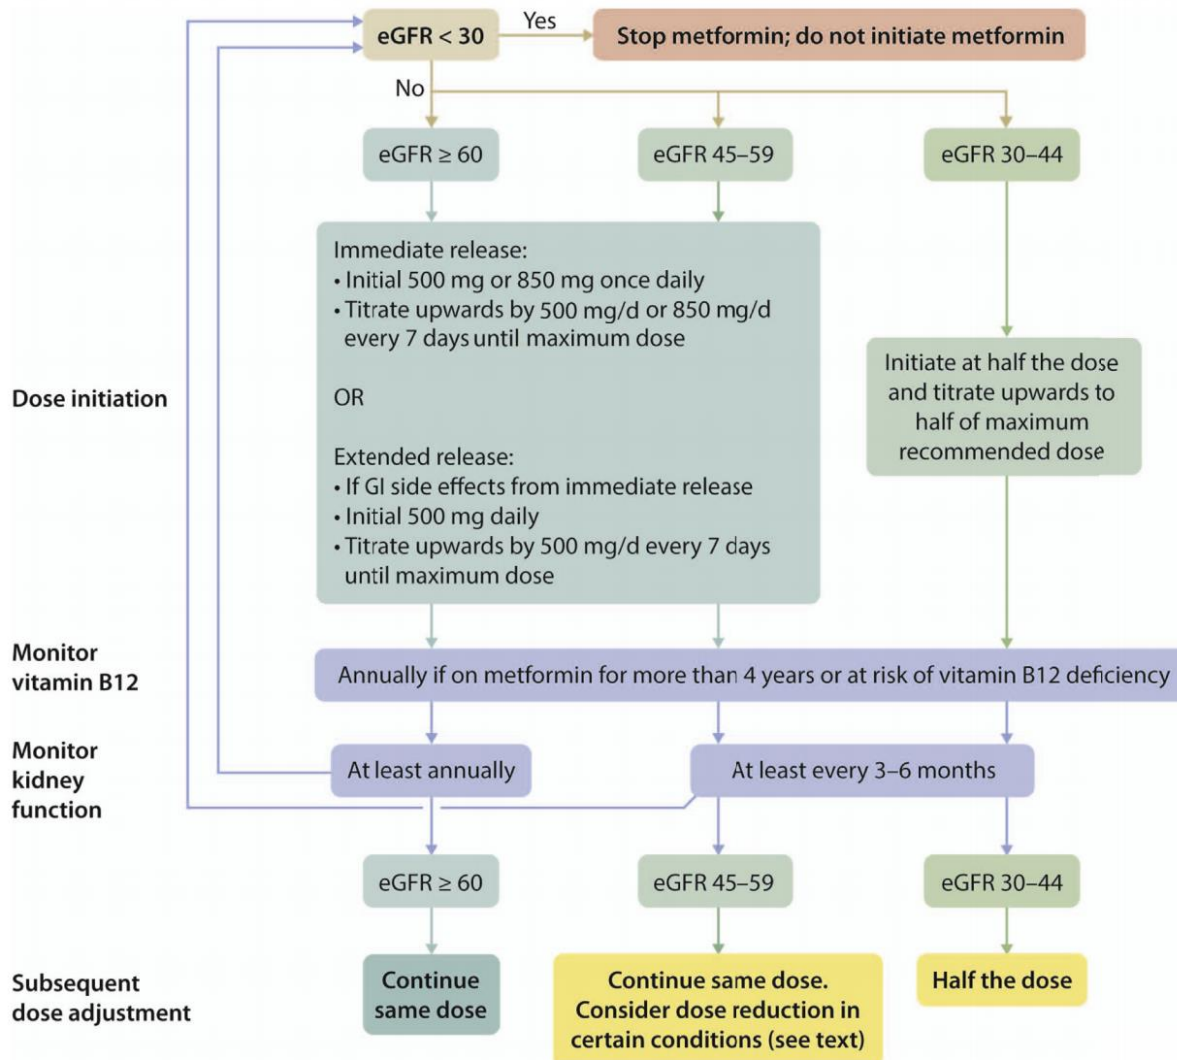 eGFR < 30
Yes
Stop metformin; do not initiate metformin
No
eGFR ≥ 60
eGFR 45–59
eGFR 30–44
Dose initiation
Immediate release:
• Initial 500 mg or 850 mg once daily
• Titrate upwards by 500 mg/d or 850 mg/d
every 7 days until maximum dose
OR
Extended release:
• If GI side effects from immediate release
• Initial 500 mg daily
• Titrate upwards by 500 mg/d every 7 days
until maximum dose
Initiate at half the dose
and titrate upwards to
half of maximum
recommended dose
Monitor
vitamin B12
Annually if on metformin for more than 4 years or at risk of vitamin B12 deficiency
Monitor
kidney
function
At least annually
At least every 3–6 months
eGFR ≥ 60
eGFR 45–59
eGFR 30–44
Subsequent
dose adjustment
Continue
same dose
Continue same dose.
Consider dose reduction in
certain conditions (see text)
Half the dose